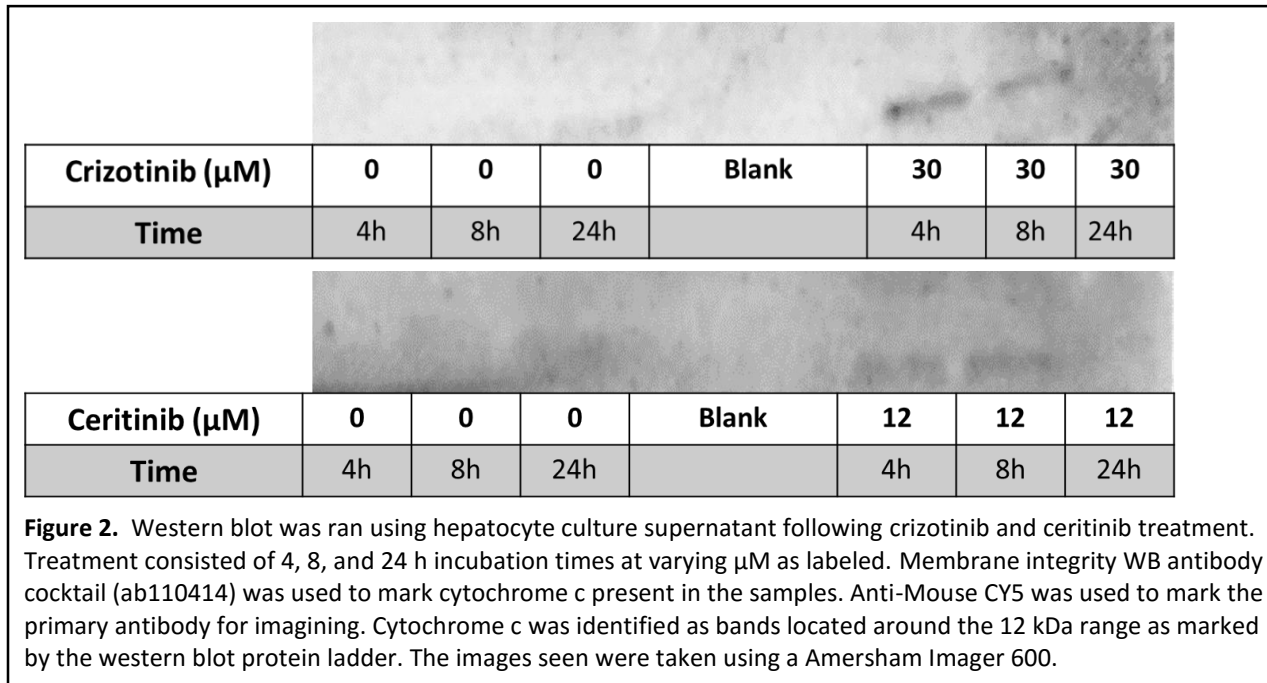 Crizotinib (µM) 0 0 0 Blank 30 30 30
Time 4h 8h 24h 4h 8h 24h
Ceritinib (µM) 0 0 0 Blank 12 12 12
Time 4h 8h 24h 4h 8h 24h
Figure 2. Western blot was ran using hepatocyte culture supernatant following crizotinib and ceritinib treatment.
Treatment consisted of 4, 8, and 24 h incubation times at varying µM as labeled. Membrane integrity WB antibody
cocktail (ab110414) was used to mark cytochrome c present in the samples. Anti-Mouse CY5 was used to mark the
primary antibody for imagining. Cytochrome c was identified as bands located around the 12 kDa range as marked
by the western blot protein ladder. The images seen were taken using a Amersham Imager 600.